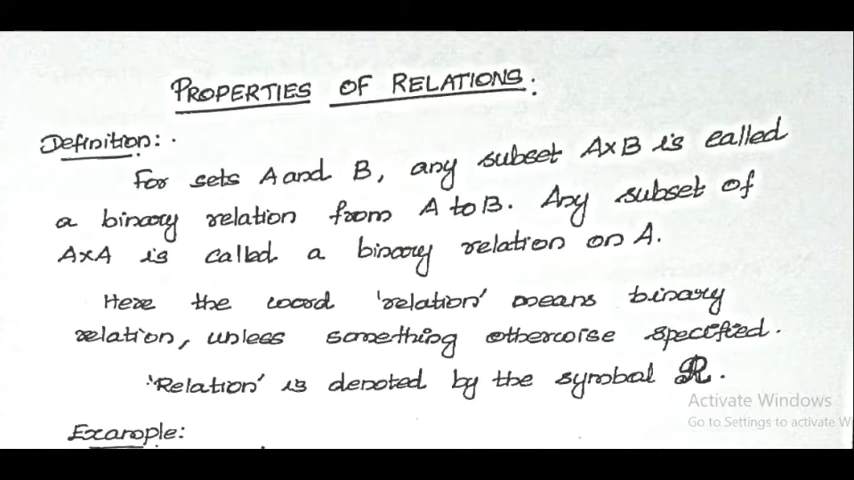 PROPERTIES OF RELATIONS:
Definition:.
For sets A and B, any subset A×B is called
a binary relation from A to B. Any subset of
A×A is called a binary relation on A.
Here the word 'relation' means binary
relation, unless something otherwise specified.
'Relation' is denoted by the symbol ℛ.
Activate Windows
Go to Settings to activate W
Example: